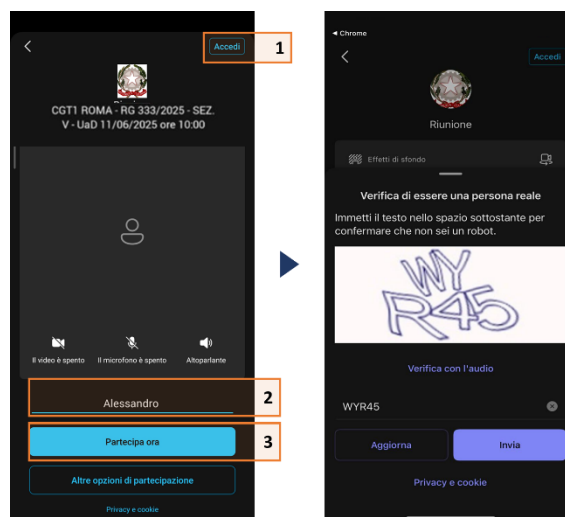 Accedi
1
CGT1 ROMA - RG 333/2025 - SEZ.
V - UaD 11/06/2025 ore 10:00
Il video è spento
Il microfono è spento
Altoparlante
Alessandro
2
Partecipa ora
3
Altre opzioni di partecipazione
Privacy e cookie
Chrome
Accedi
Riunione
Effetti di sfondo
Verifica di essere una persona reale
Immetti il testo nello spazio sottostante per
confermare che non sei un robot.
WY
R45
Verifica con l'audio
WYR45
Aggiorna
Invia
Privacy e cookie